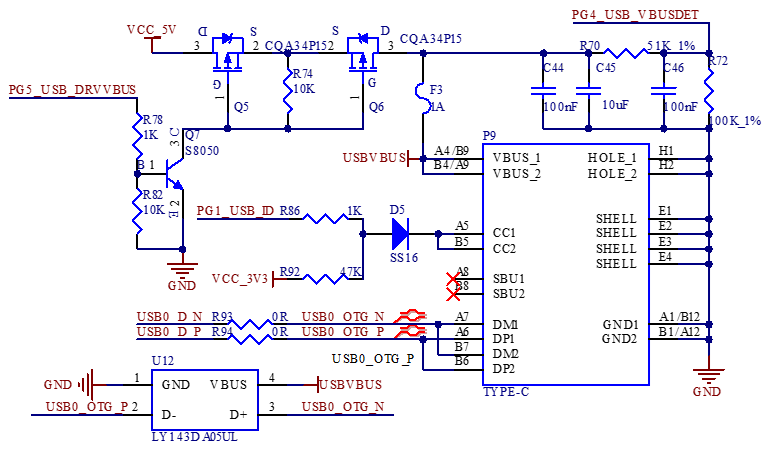 PG4_USB_VBUSDET
VCC_5V
D S S D
3 2 CQA34P15 2 3 CQA34P15
G G
1 1
Q5 Q6
R74
10K
R70 51K_1%
C44 C45 C46 R72
100nF 10uF 100nF 100K_1%
F3
1A
PG5_USB_DRVVBUS
R78
1K
Q7
S8050
3 C
B 1
2 E
R82
10K
GND
P9
USBVBUS
A4/B9 VBUS_1 HOLE_1 H1
B4/A9 VBUS_2 HOLE_2 H2
PG1_USB_ID R86 1K
D5
SS16
VCC_3V3 R92 47K
A5 CC1 SHELL E1
B5 CC2 SHELL E2
SHELL E3
SHELL E4
A8 SBU1
B8 SBU2
USB0_D_N R93 0R USB0_OTG_N A7 DM1 GND1 A1/B12
USB0_D_P R94 0R USB0_OTG_P A6 DP1 GND2 B1/A12
B7 DM2
USB0_OTG_P B6 DP2
TYPE-C
GND
U12
GND 1 GND VBUS 4 USBVBUS
USB0_OTG_P 2 D- D+ 3 USB0_OTG_N
LY143DA05UL